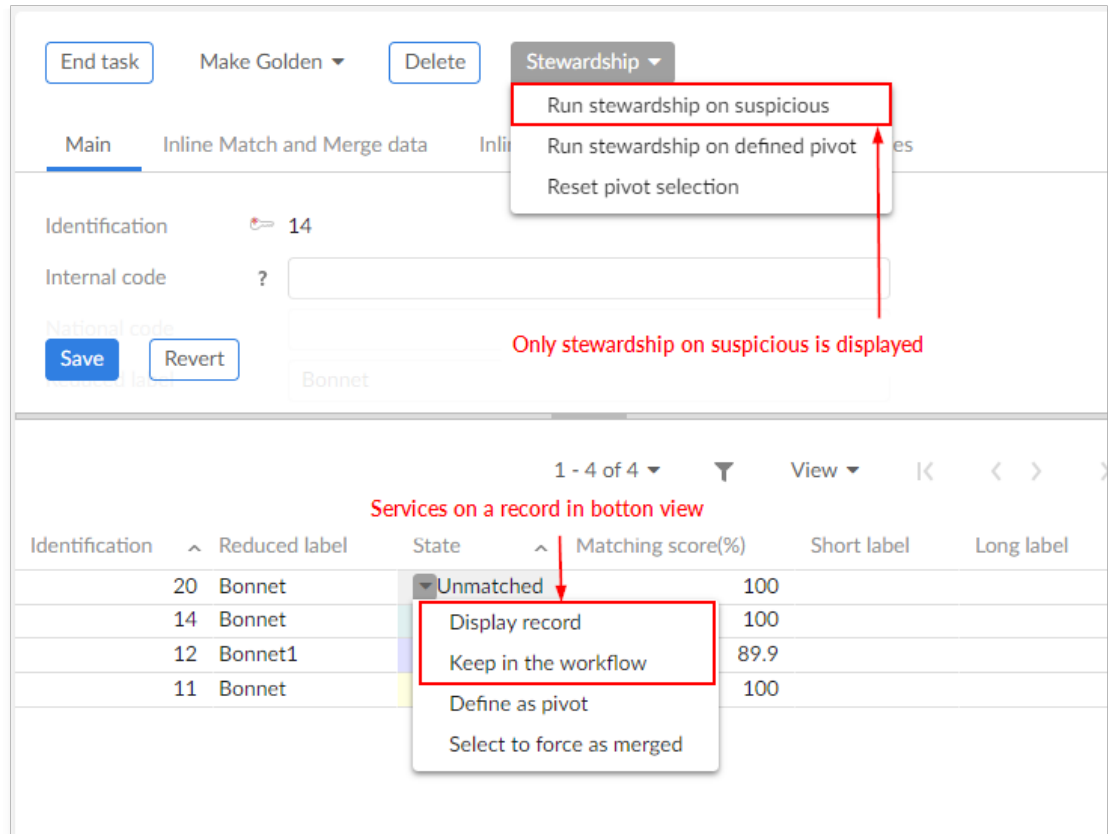 End task Make Golden Delete Stewardship
Run stewardship on suspicious
Main Inline Match and Merge data Run stewardship on defined pivot
Reset pivot selection
Identification 14
Internal code ?
National code
Only stewardship on suspicious is displayed
Save Revert
Bonnet
1 - 4 of 4 View
Services on a record in botton view
Identification Reduced label State Matching score(%) Short label Long label
20 Bonnet Unmatched 100
14 Bonnet Display record 100
12 Bonnet1 Keep in the workflow 89.9
11 Bonnet 100
Define as pivot
Select to force as merged